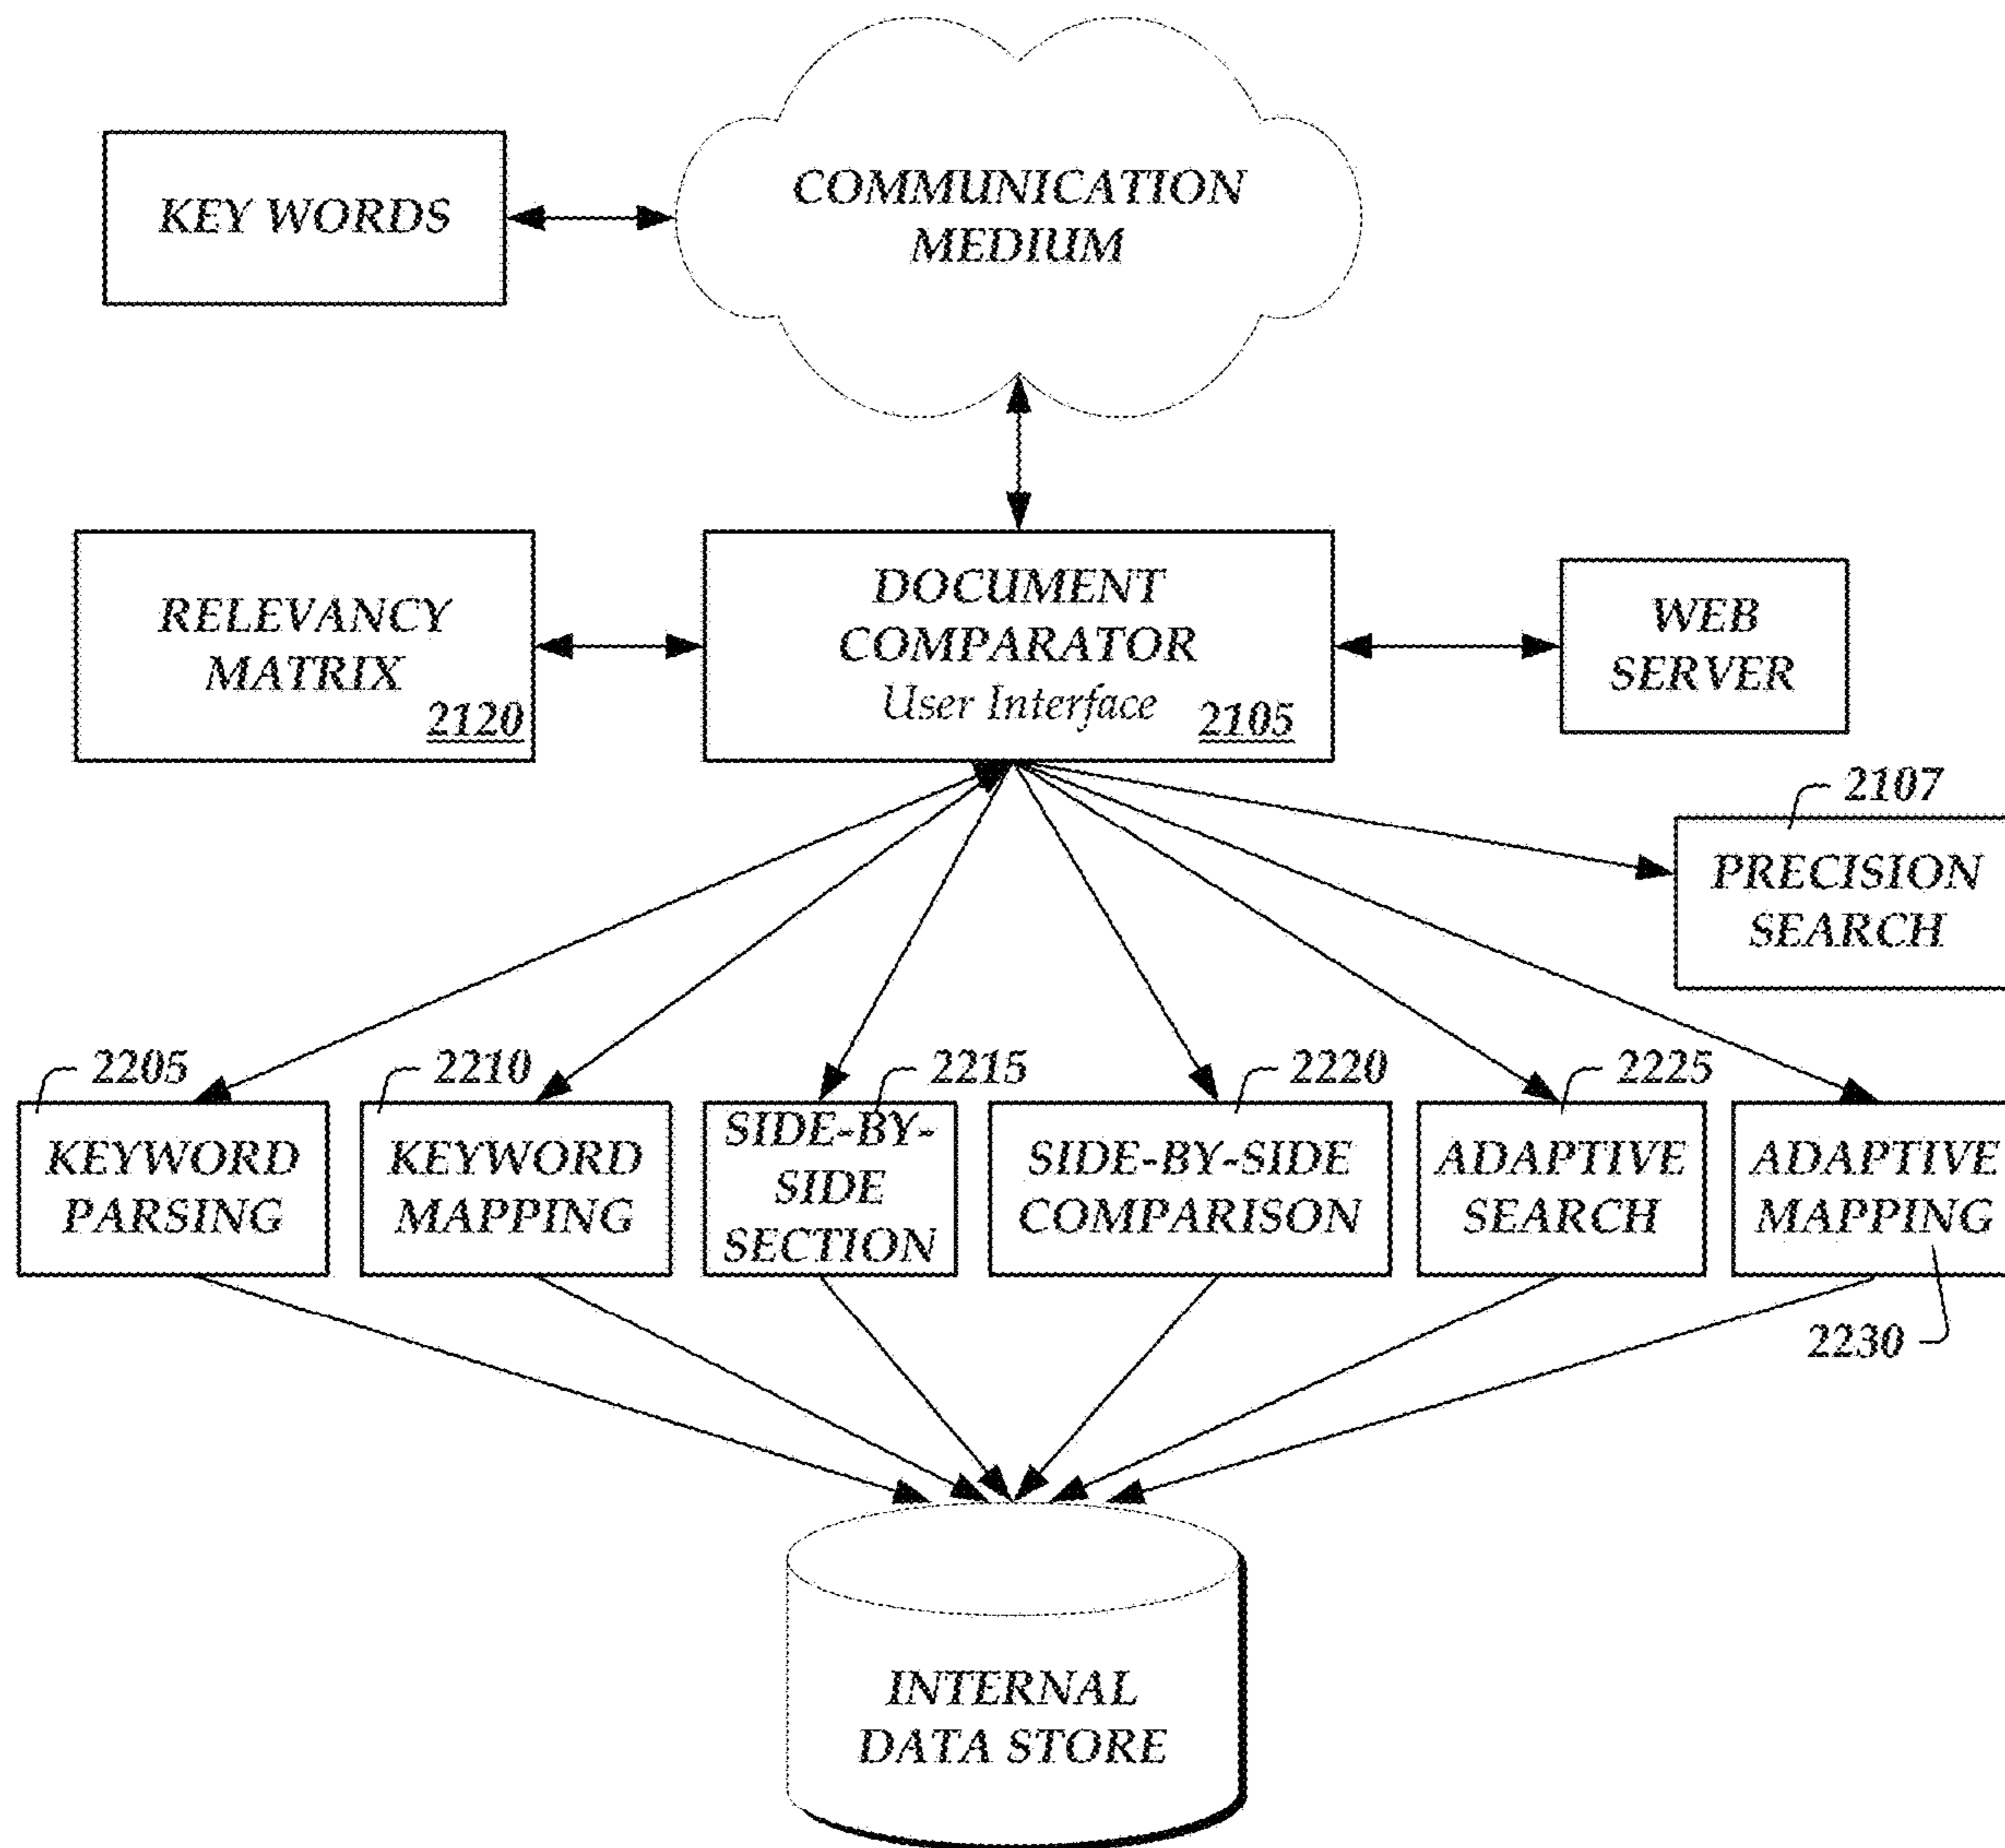 KEY WORDS
COMMUNICATION
MEDIUM
RELEVANCY
MATRIX
2120
DOCUMENT
COMPARATOR
User Interface
2105
WEB
SERVER
2107
PRECISION
SEARCH
2205
KEYWORD
PARSING
2210
KEYWORD
MAPPING
2215
SIDE-BY-
SIDE
SECTION
2220
SIDE-BY-SIDE
COMPARISON
2225
ADAPTIVE
SEARCH
ADAPTIVE
MAPPING
2230
INTERNAL
DATA STORE